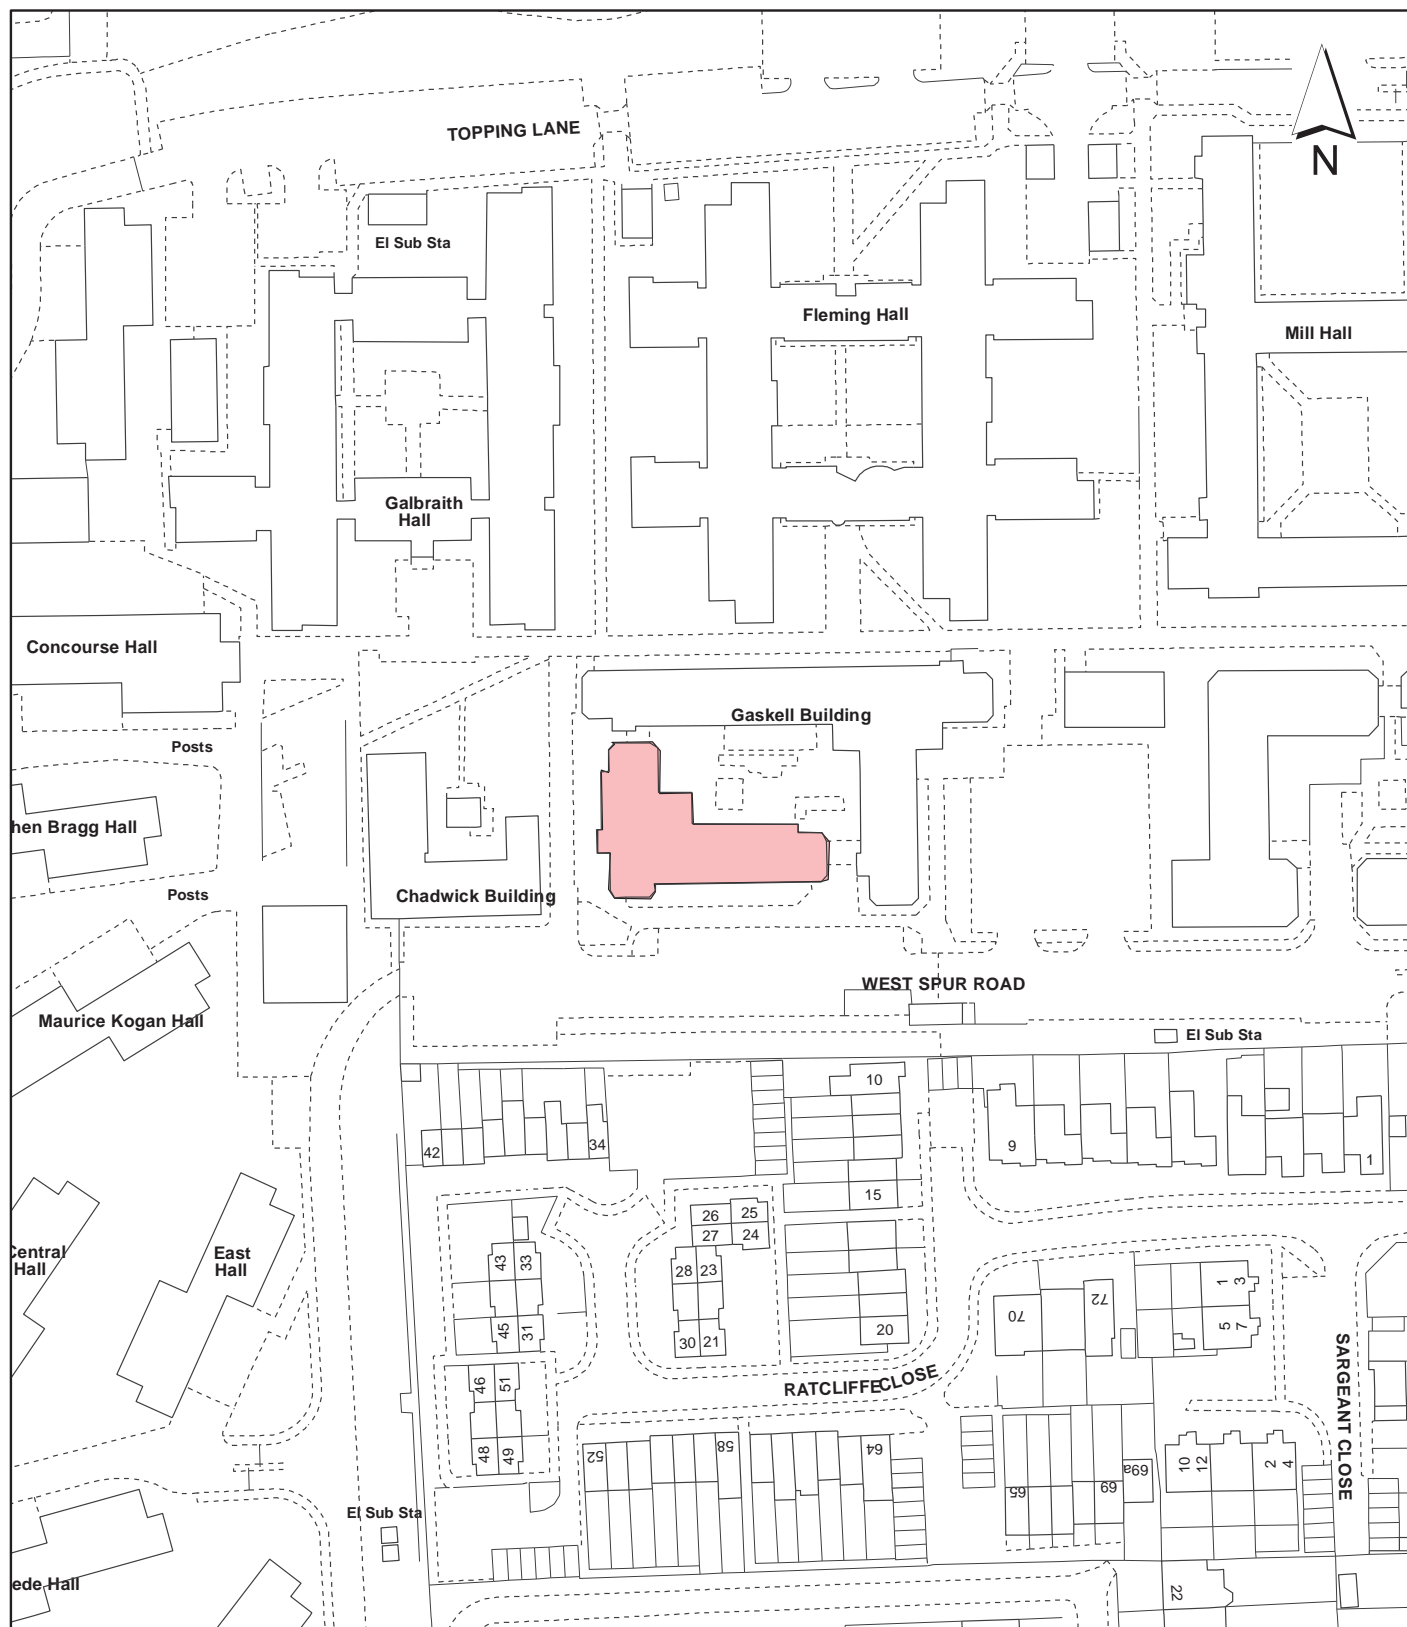 TOPPING LANE
N
El Sub Sta
Fleming Hall
Mill Hall
Galbraith
Hall
Concourse Hall
Gaskell Building
Posts
hen Bragg Hall
Posts
Chadwick Building
WEST SPUR ROAD
Maurice Kogan Hall
El Sub Sta
10
42
34
9
1
15
26
25
27
24
Central
Hall
East
Hall
43
33
28
23
1
3
45
31
30
21
20
70
72
5
7
SARGEANT CLOSE
RATCLIFFE CLOSE
46
51
48
49
52
58
64
65
69
69a
10
12
2
4
El Sub Sta
ede Hall
22